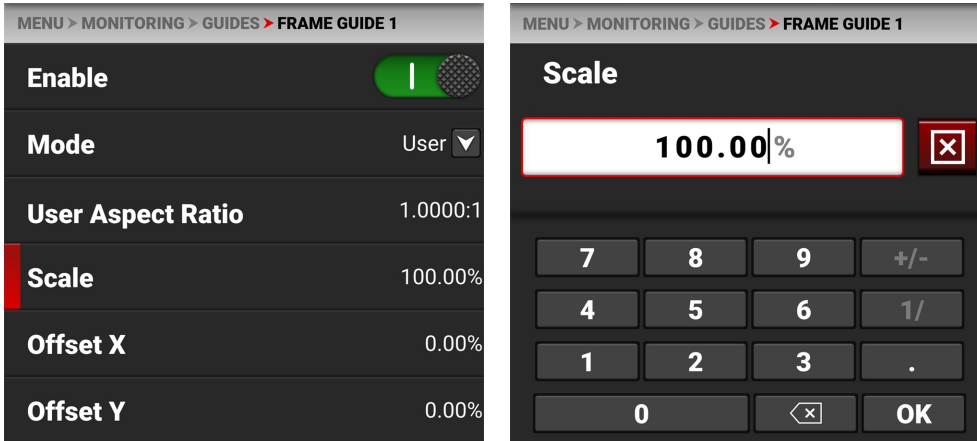 MENU > MONITORING > GUIDES > FRAME GUIDE 1
Enable
Mode User
User Aspect Ratio 1.0000:1
Scale 100.00%
Offset X 0.00%
Offset Y 0.00%
MENU > MONITORING > GUIDES > FRAME GUIDE 1
Scale
100.00%
7 8 9 +/-
4 5 6 1/
1 2 3 .
0 OK